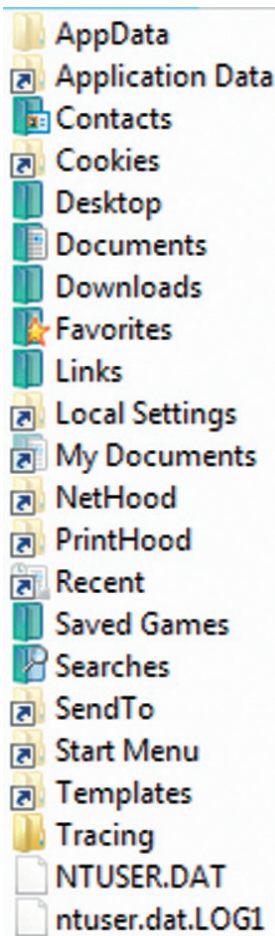 AppData
Application Data
Contacts
Cookies
Desktop
Documents
Downloads
Favorites
Links
Local Settings
My Documents
NetHood
PrintHood
Recent
Saved Games
Searches
SendTo
Start Menu
Templates
Tracing
NTUSER.DAT
ntuser.dat.LOG1